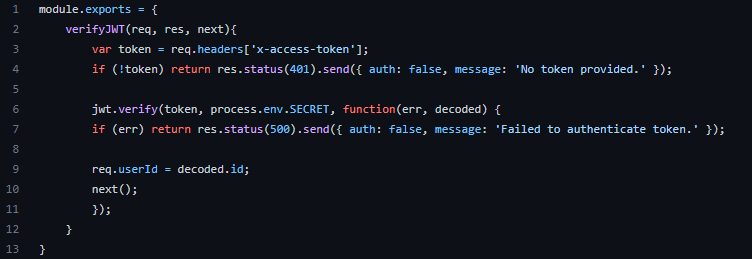 1 module.exports = {
2 verifyJWT(req, res, next){
3 var token = req.headers['x-access-token'];
4 if (!token) return res.status(401).send({ auth: false, message: 'No token provided.' });
5
6 jwt.verify(token, process.env.SECRET, function(err, decoded) {
7 if (err) return res.status(500).send({ auth: false, message: 'Failed to authenticate token.' });
8
9 req.userId = decoded.id;
10 next();
11 });
12 }
13 }